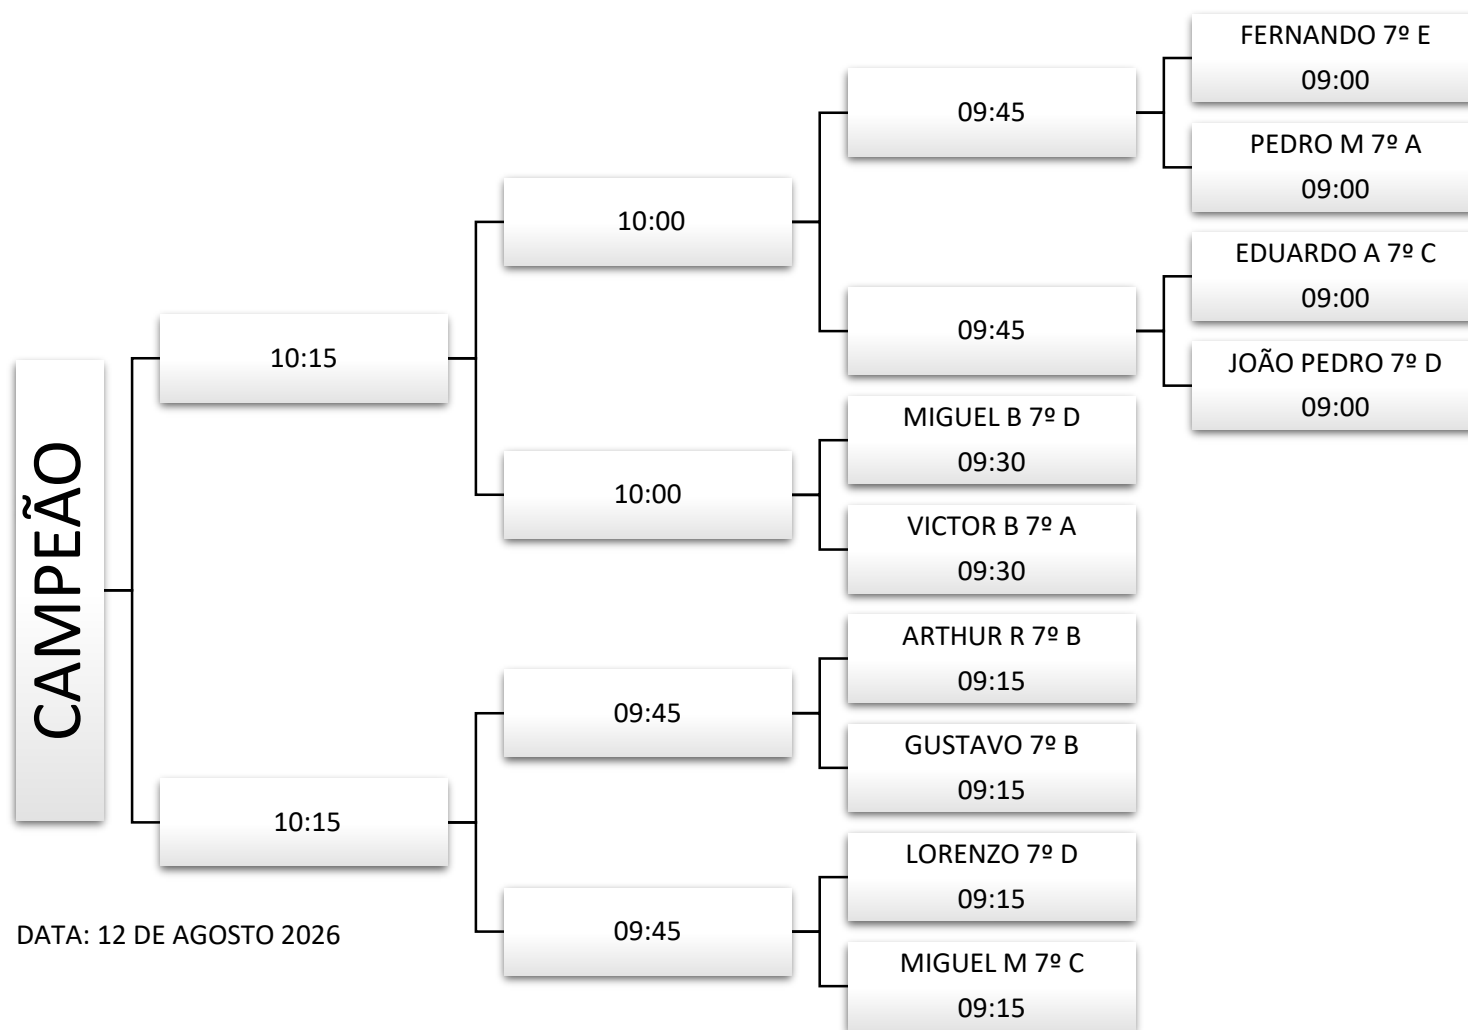 FERNANDO 7º E
09:00
PEDRO M 7º A
09:00
EDUARDO A 7º C
09:00
JOÃO PEDRO 7º D
09:00
09:45
09:45
MIGUEL B 7º D
09:30
VICTOR B 7º A
09:30
ARTHUR R 7º B
09:15
GUSTAVO 7º B
09:15
LORENZO 7º D
09:15
MIGUEL M 7º C
09:15
10:00
10:00
09:45
09:45
10:15
10:15
CAMPEÃO
DATA: 12 DE AGOSTO 2026